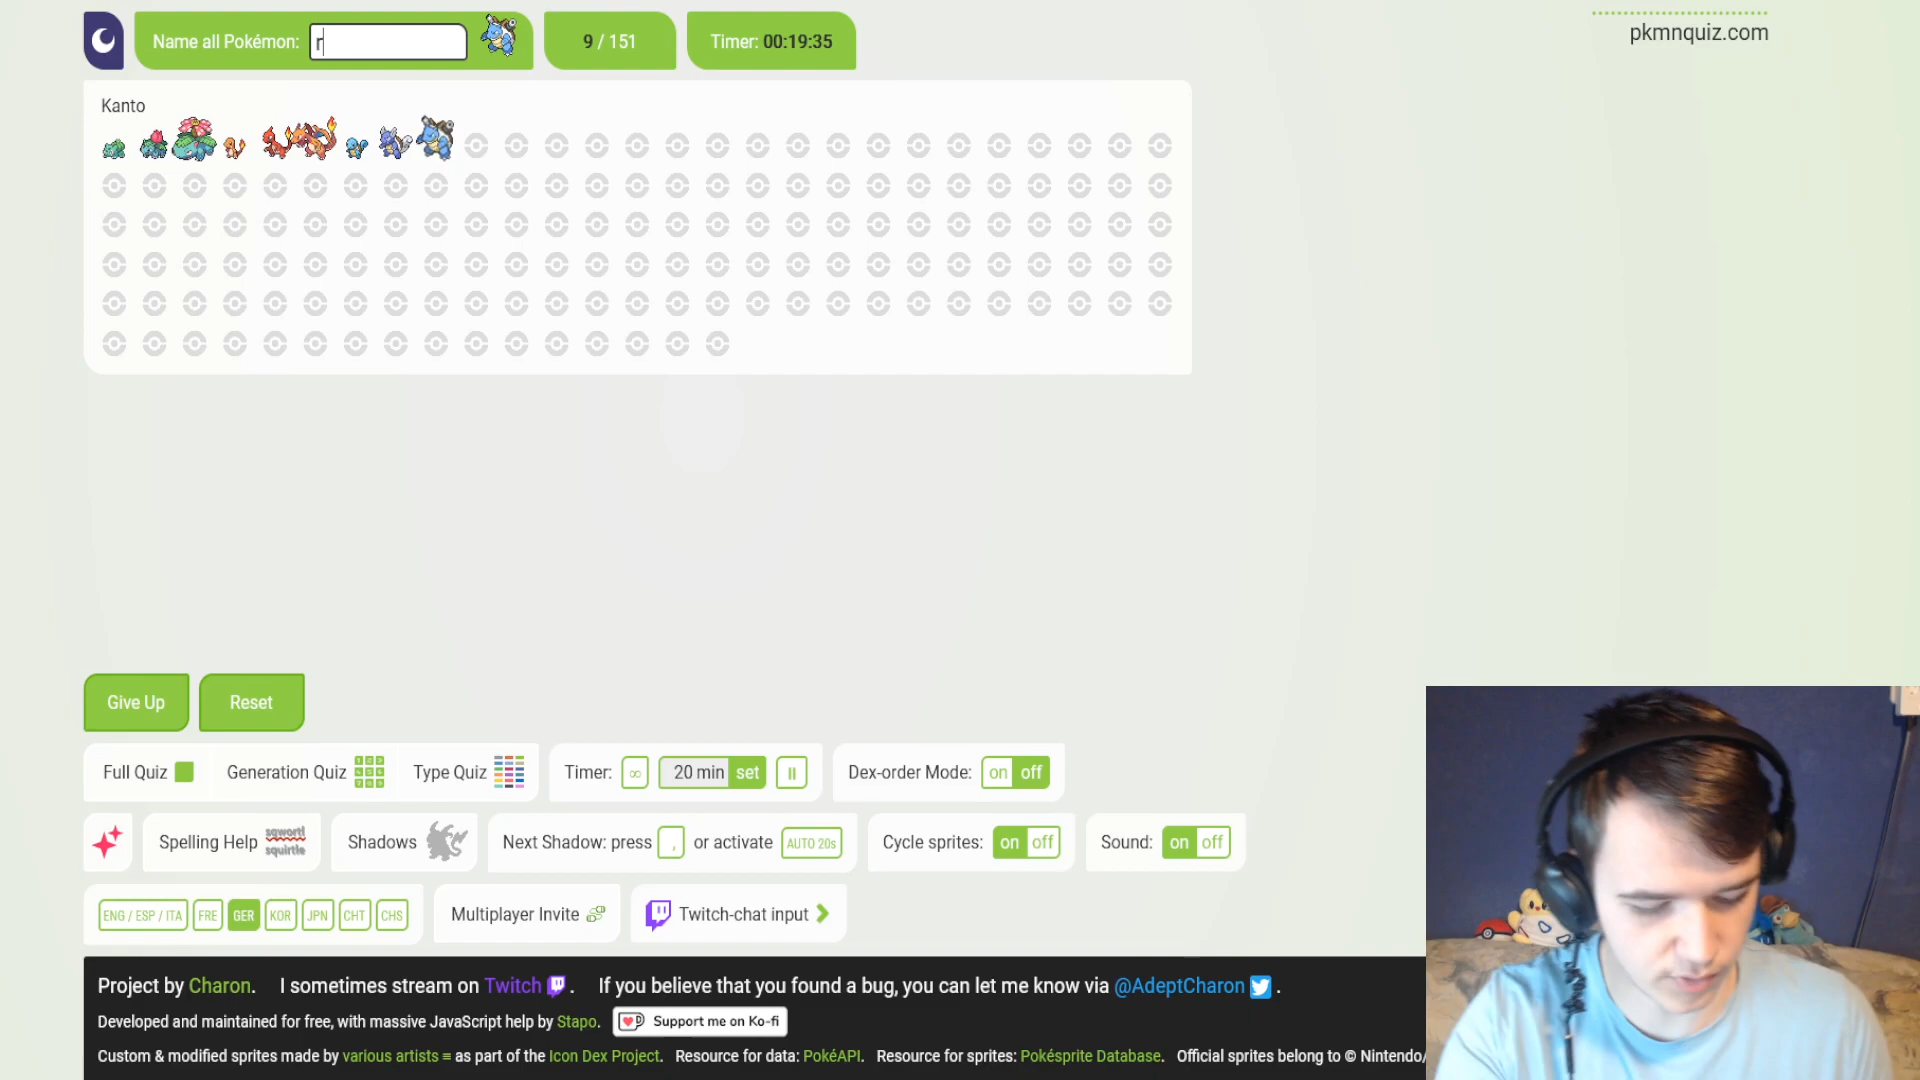 Name all Pokémon: r
9 / 151
Timer: 00:19:35
pkmnquiz.com
Kanto
Give Up
Reset
Full Quiz
Generation Quiz
Type Quiz
Timer: ∞ 20 min set
Dex-order Mode: on off
Spelling Help sqwortl squirtle
Shadows
Next Shadow: press , or activate AUTO 20s
Cycle sprites: on off
Sound: on off
ENG / ESP / ITA FRE GER KOR JPN CHT CHS
Multiplayer Invite
Twitch-chat input
Project by Charon. I sometimes stream on Twitch . If you believe that you found a bug, you can let me know via @AdeptCharon .
Developed and maintained for free, with massive JavaScript help by Stapo. Support me on Ko-fi
Custom & modified sprites made by various artists ≡ as part of the Icon Dex Project. Resource for data: PokéAPI. Resource for sprites: Pokésprite Database. Official sprites belong to © Nintendo/